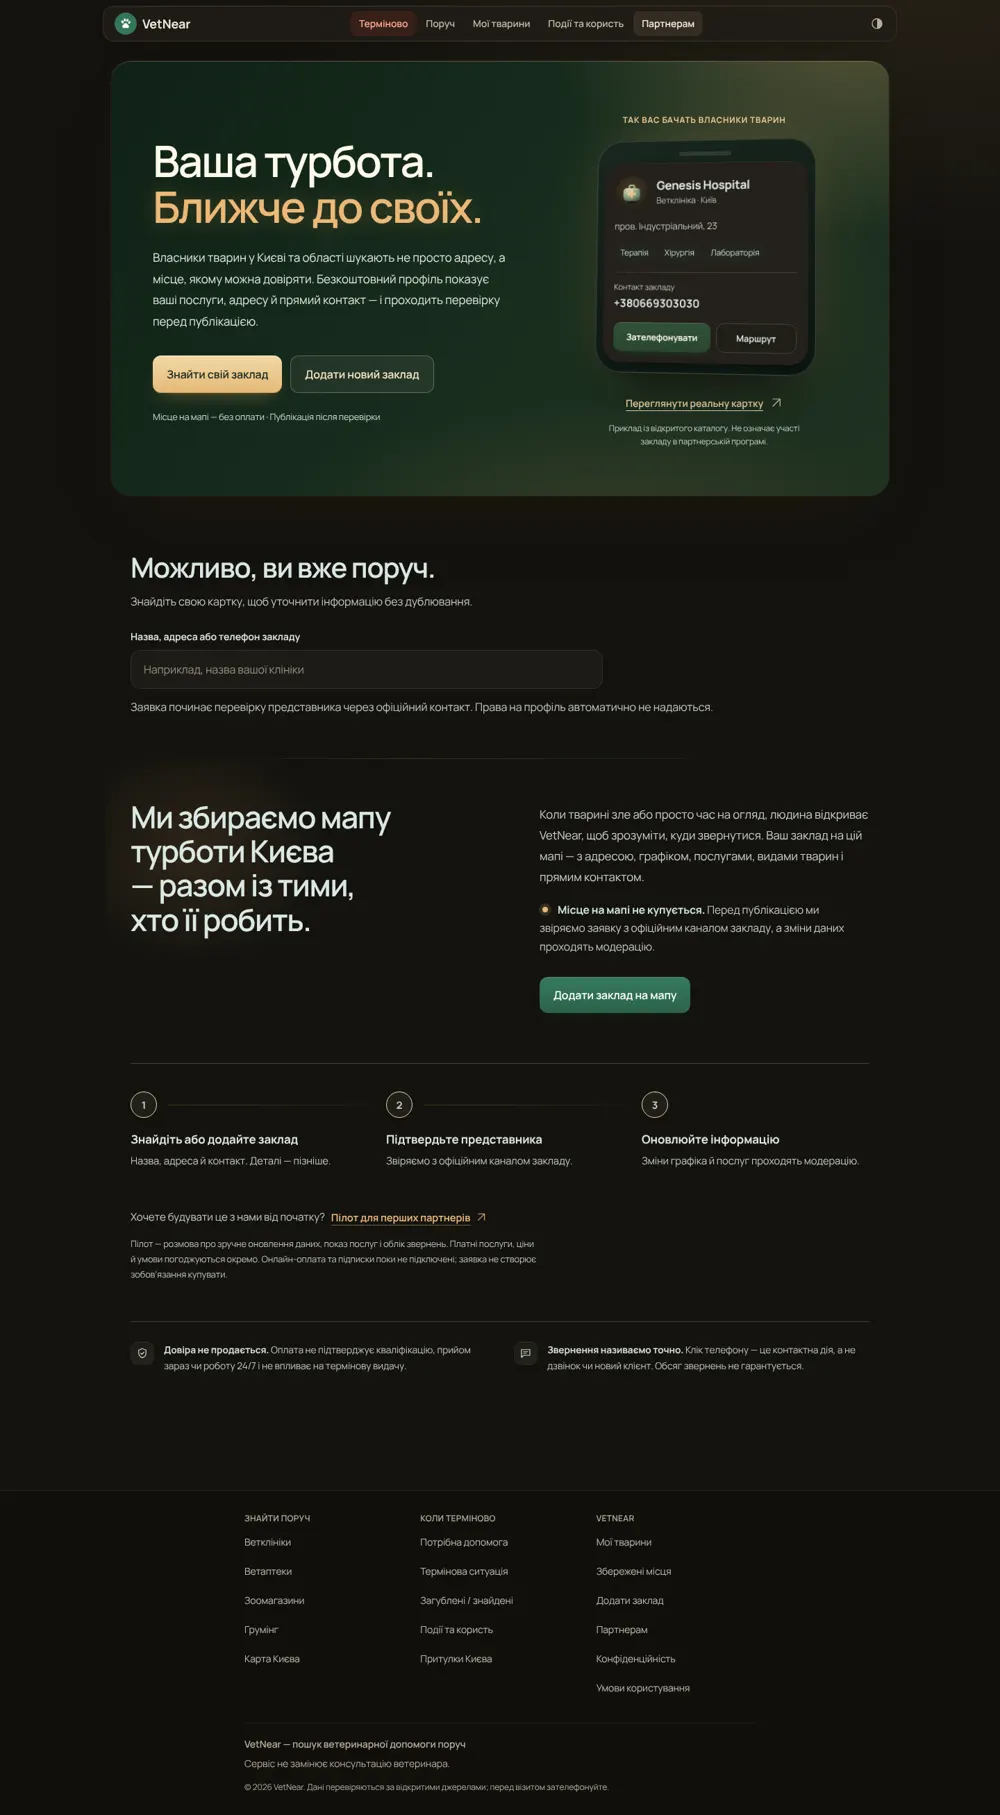 VetNear
Терміново
Поруч
Мої тварини
Події та користь
Партнерам
Ваша турбота.
Ближче до своїх.
Власники тварин у Києві та області шукають не просто адресу, а
місце, якому можна довіряти. Безкоштовний профіль показує
ваші послуги, адресу й прямий контакт — і проходить перевірку
перед публікацією.
Знайти свій заклад
Додати новий заклад
Місце на мапі — без оплати · Публікація після перевірки
ТАК ВАС БАЧАТЬ ВЛАСНИКИ ТВАРИН
Genesis Hospital
Ветклініка · Київ
пров. Індустріальний, 23
Терапія
Хірургія
Лабораторія
Контакт закладу
+380669303030
Зателефонувати
Маршрут
Переглянути реальну картку
Приклад із відкритого каталогу. Не означає участі
закладу в партнерській програмі.
Можливо, ви вже поруч.
Знайдіть свою картку, щоб уточнити інформацію без дублювання.
Назва, адреса або телефон закладу
Наприклад, назва вашої клініки
Заявка починає перевірку представника через офіційний контакт. Права на профіль автоматично не надаються.
Ми збираємо мапу
турботи Києва
— разом із тими,
хто її робить.
Коли тварині зле або просто час на огляд, людина відкриває
VetNear, щоб зрозуміти, куди звернутися. Ваш заклад на цій
мапі — з адресою, графіком, послугами, видами тварин і
прямим контактом.
Місце на мапі не купується. Перед публікацією ми
звіряємо заявку з офіційним каналом закладу, а зміни даних
проходять модерацію.
Додати заклад на мапу
1
Знайдіть або додайте заклад
Назва, адреса й контакт. Деталі — пізніше.
2
Підтвердьте представника
Звіряємо з офіційним каналом закладу.
3
Оновлюйте інформацію
Зміни графіка й послуг проходять модерацію.
Хочете будувати це з нами від початку? Пілот для перших партнерів
Пілот — розмова про зручне оновлення даних, показ послуг і облік звернень. Платні послуги, ціни
й умови погоджуються окремо. Онлайн-оплата та підписки поки не підключені; заявка не створює
зобов'язання купувати.
Довіра не продається. Оплата не підтверджує кваліфікацію, прийом
зараз чи роботу 24/7 і не впливає на термінову видачу.
Звернення називаємо точно. Клік телефону — це контактна дія, а не
дзвінок чи новий клієнт. Обсяг звернень не гарантується.
ЗНАЙТИ ПОРУЧ
Ветклініки
Ветаптеки
Зоомагазини
Грумінг
Карта Києва
КОЛИ ТЕРМІНОВО
Потрібна допомога
Термінова ситуація
Загублені / знайдені
Події та користь
Притулки Києва
VETNEAR
Мої тварини
Збережені місця
Додати заклад
Партнерам
Конфіденційність
Умови користування
VetNear — пошук ветеринарної допомоги поруч
Сервіс не замінює консультацію ветеринара.
© 2026 VetNear. Дані перевіряються за відкритими джерелами; перед візитом зателефонуйте.